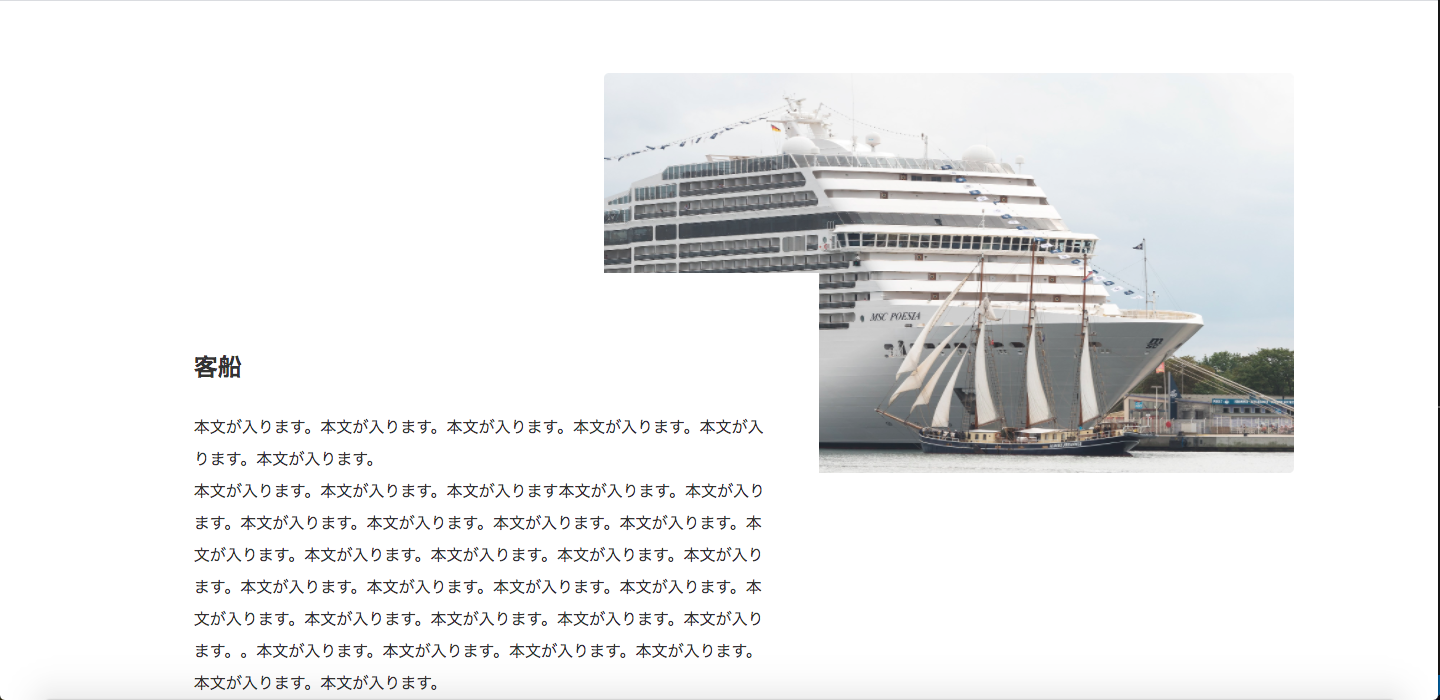 MSC POESIA
客船
本文が入ります。本文が入ります。本文が入ります。本文が入ります。本文が入
ります。本文が入ります。
本文が入ります。本文が入ります。本文が入ります本文が入ります。本文が入り
ます。本文が入ります。本文が入ります。本文が入ります。本文が入ります。本
文が入ります。本文が入ります。本文が入ります。本文が入ります。本文が入り
ます。本文が入ります。本文が入ります。本文が入ります。本文が入ります。本
文が入ります。本文が入ります。本文が入ります。本文が入ります。本文が入り
ます。。本文が入ります。本文が入ります。本文が入ります。本文が入ります。
本文が入ります。本文が入ります。